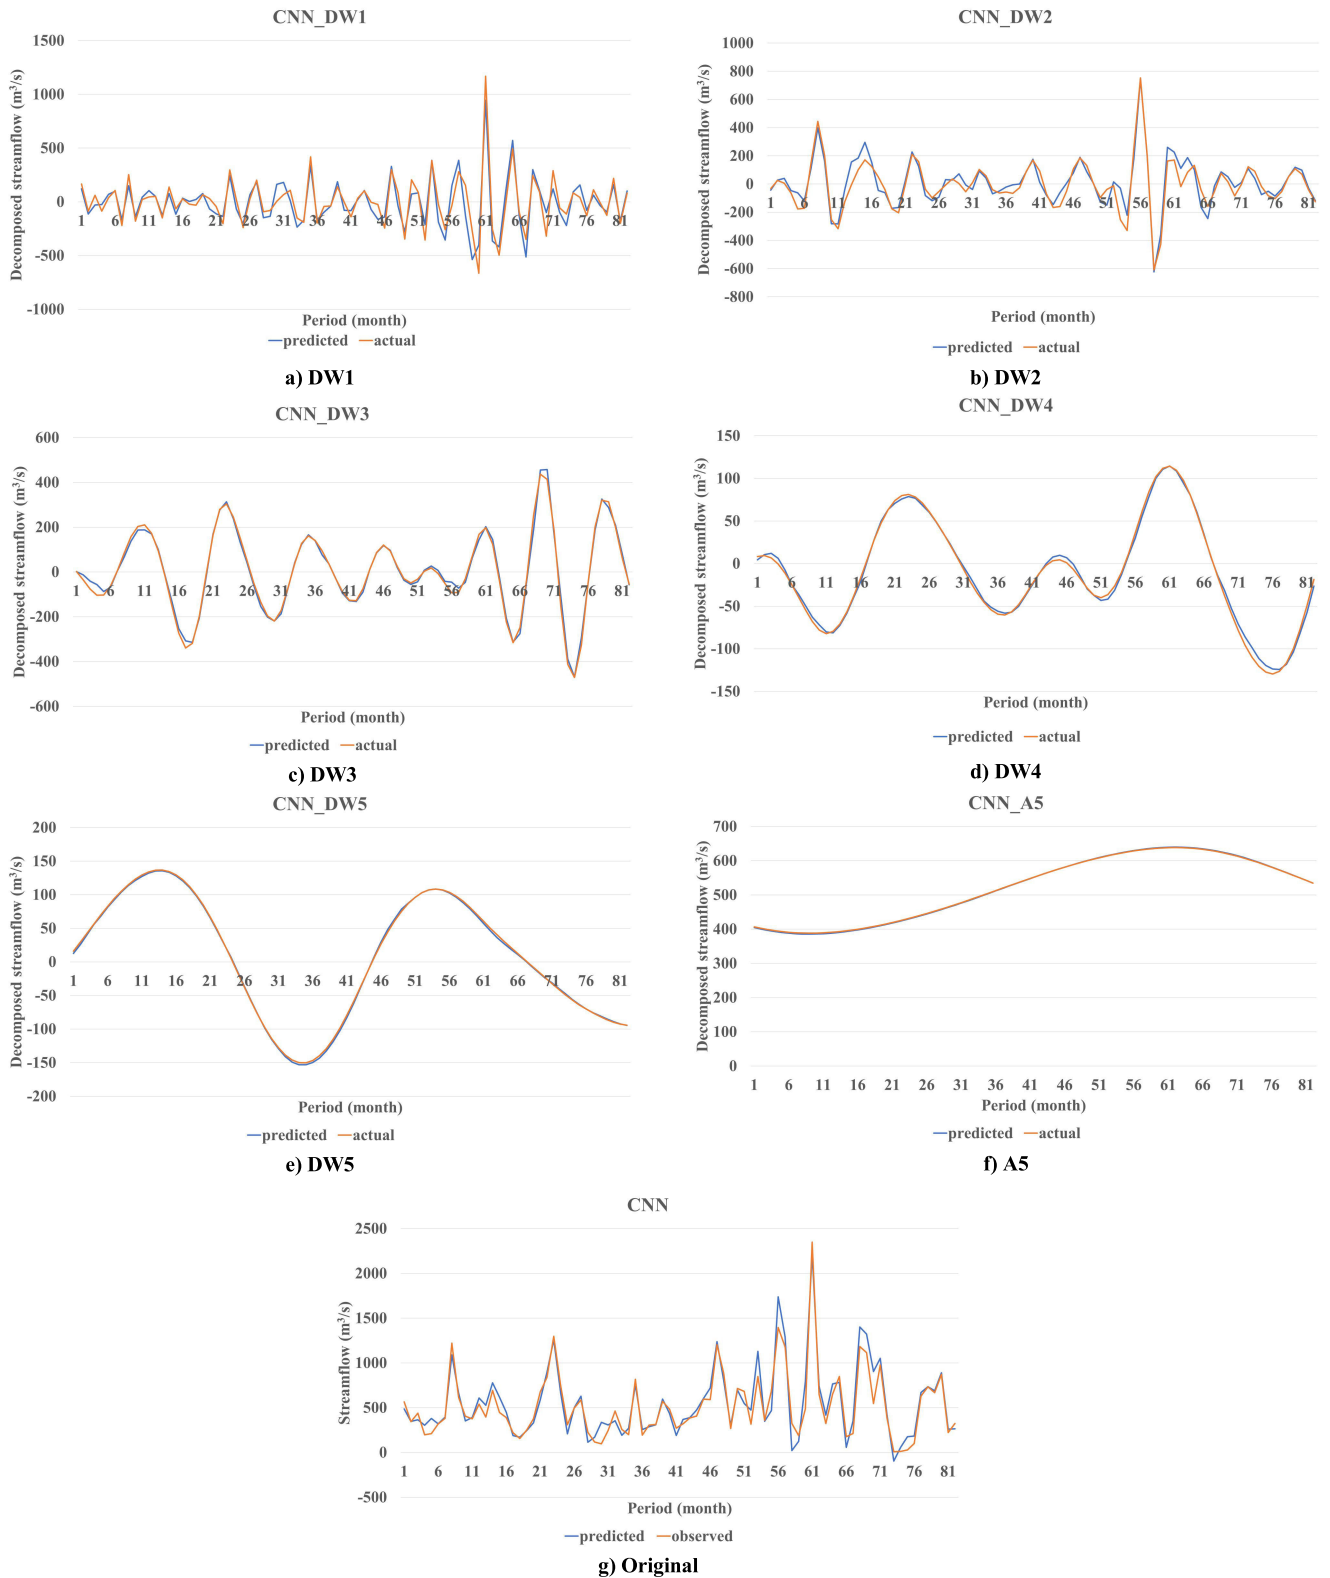 CNN_DW1
Decomposed streamflow (m³/s)
1500
1000
500
0
-500
-1000
1 6 11 16 21 26 31 36 41 46 51 56 61 66 71 76 81
Period (month)
predicted actual
a) DW1
CNN_DW2
Decomposed streamflow (m³/s)
1000
800
600
400
200
0
-200
-400
-600
-800
1 6 11 16 21 26 31 36 41 46 51 56 61 66 71 76 81
Period (month)
predicted actual
b) DW2
CNN_DW3
Decomposed streamflow (m³/s)
600
400
200
0
-200
-400
-600
1 6 11 16 21 26 31 36 41 46 51 56 61 66 71 76 81
Period (month)
predicted actual
c) DW3
CNN_DW4
Decomposed streamflow (m³/s)
150
100
50
0
-50
-100
-150
1 6 11 16 21 26 31 36 41 46 51 56 61 66 71 76 81
Period (month)
predicted actual
d) DW4
CNN_DW5
Decomposed streamflow (m³/s)
200
150
100
50
0
-50
-100
-150
-200
1 6 11 16 21 26 31 36 41 46 51 56 61 66 71 76 81
Period (month)
predicted actual
e) DW5
CNN_A5
Decomposed streamflow (m³/s)
700
600
500
400
300
200
100
0
1 6 11 16 21 26 31 36 41 46 51 56 61 66 71 76 81
Period (month)
predicted actual
f) A5
CNN
Streamflow (m³/s)
2500
2000
1500
1000
500
0
-500
1 6 11 16 21 26 31 36 41 46 51 56 61 66 71 76 81
Period (month)
predicted observed
g) Original